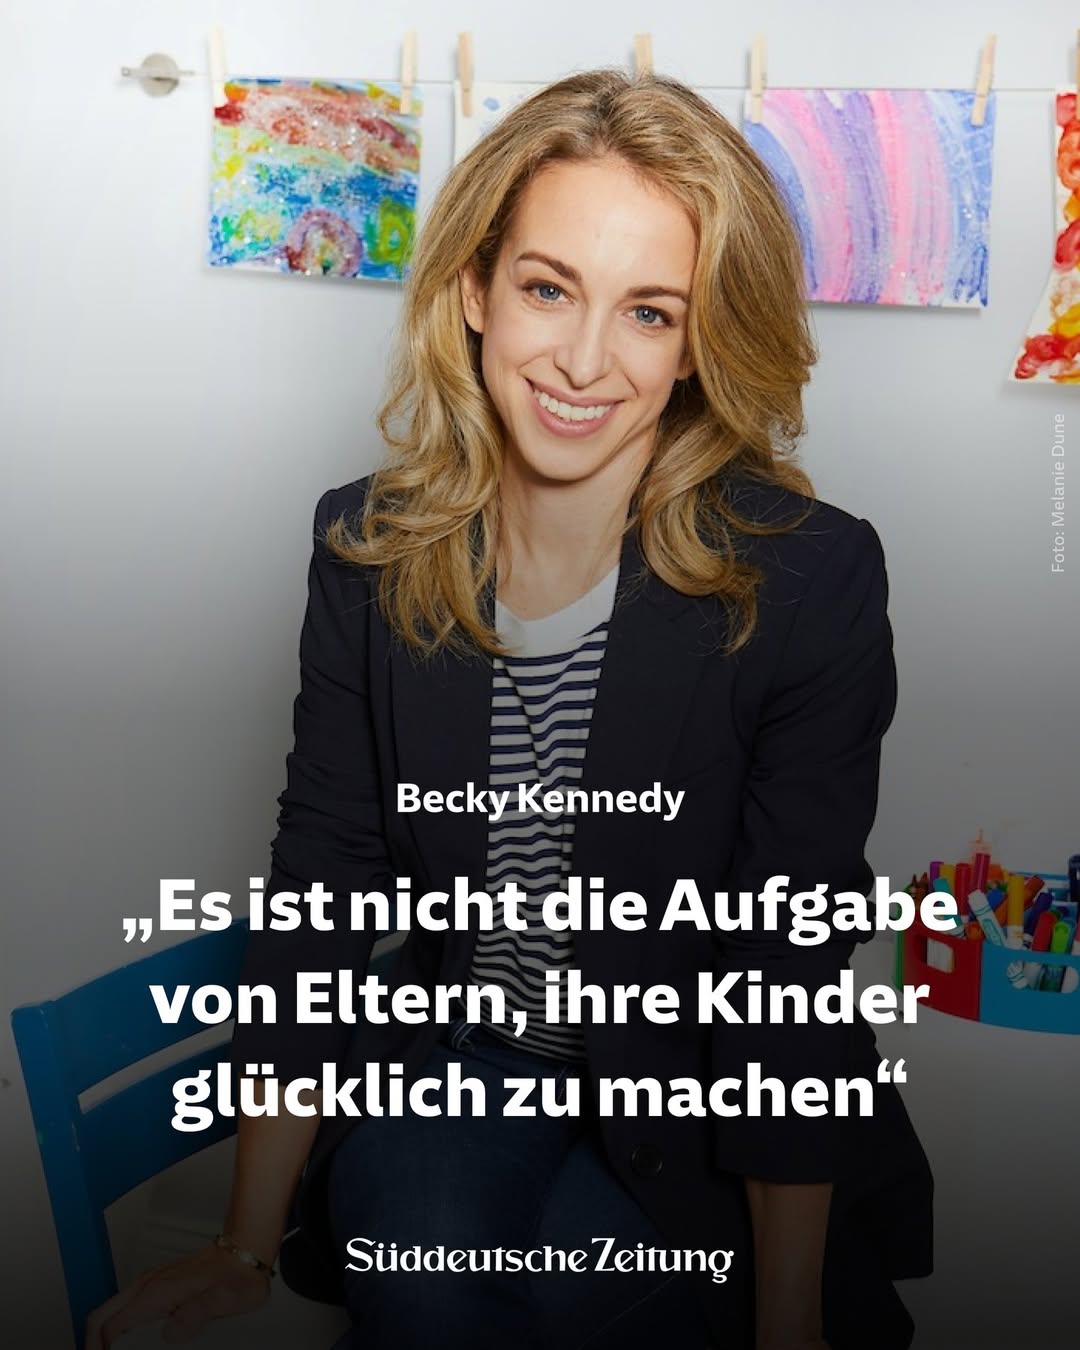 Foto: Melanie Dune
Becky Kennedy
„Es ist nicht die Aufgabe
von Eltern, ihre Kinder
glücklich zu machen“
Süddeutsche Zeitung